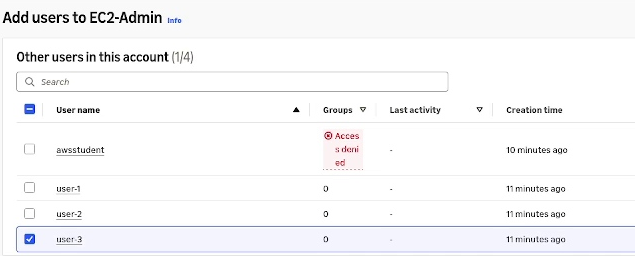 Add users to EC2-Admin Info
Other users in this account (1/4)
Search
User name Groups Last activity Creation time
awsstudent Acces - 10 minutes ago
s deni
ed
user-1 0 - 11 minutes ago
user-2 0 - 11 minutes ago
user-3 0 - 11 minutes ago